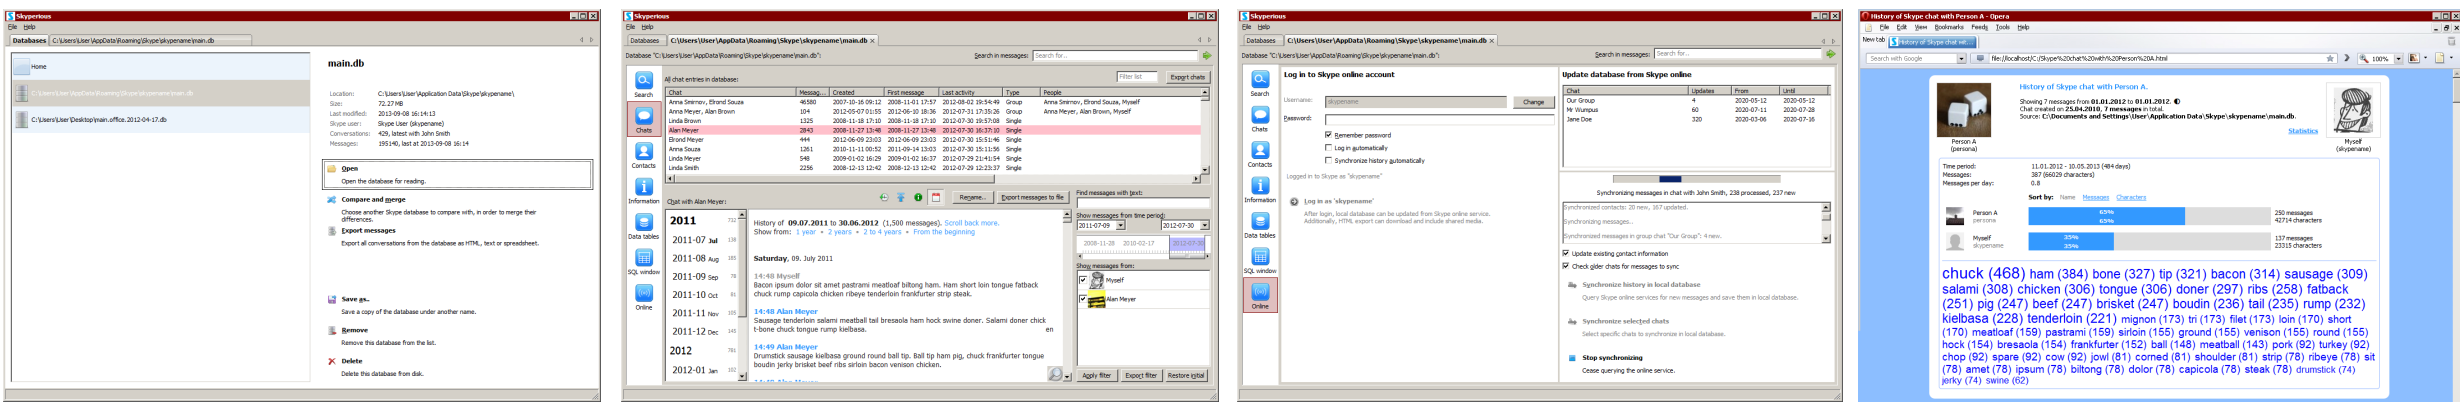 Skyperious
File Help
Databases C:\Users\User\AppData\Roaming\Skype\skypename\main.db
Home
C:\Users\User\AppData\Roaming\Skype\skypename\main.db
C:\Users\User\Desktop\main.office.2012-04-17.db
main.db
Location: C:\Users\User\Application Data\Skype\skypename\
Size: 72.27 MB
Last modified: 2013-09-08 16:14:13
Skype user: Skype User (skypename)
Conversations: 429, latest with John Smith
Messages: 195140, last at 2013-09-08 16:14
Open
Open the database for reading.
Compare and merge
Choose another Skype database to compare with, in order to merge their
differences.
Export messages
Export all conversations from the database as HTML, text or spreadsheet.
Save as..
Save a copy of the database under another name.
Remove
Remove this database from the list.
Delete
Delete this database from disk.
Skyperious
File Help
Databases C:\Users\User\AppData\Roaming\Skype\skypename\main.db ×
Database "C:\Users\User\AppData\Roaming\Skype\skypename\main.db": Search in messages: Search for...
Search
Chats
Contacts
Information
Data tables
SQL window
Online
All chat entries in database: Filter list Export chats
Chat Messag... Created First message Last activity Type People
Anna Smirnov, Elrond Souza 46580 2007-10-16 09:12 2008-11-01 17:57 2012-08-02 19:54:49 Group Anna Smirnov, Elrond Souza, Myself
Anna Meyer, Alan Brown 104 2012-05-07 01:55 2012-06-10 18:36 2012-07-31 17:35:26 Group Anna Meyer, Alan Brown, Myself
Linda Brown 1325 2008-11-18 17:10 2008-11-18 17:10 2012-07-30 19:57:08 Single
Alan Meyer 2843 2008-11-27 13:48 2008-11-27 13:48 2012-07-30 16:37:10 Single
Elrond Meyer 444 2012-06-09 23:03 2012-06-09 23:03 2012-07-30 15:51:46 Single
Anna Souza 1261 2010-11-11 00:52 2011-09-14 13:03 2012-07-30 15:11:56 Single
Linda Meyer 548 2009-01-02 16:29 2009-01-02 16:37 2012-07-29 21:41:54 Single
Linda Smith 2256 2008-12-13 12:42 2008-12-13 12:42 2012-07-29 12:23:37 Single
Chat with Alan Meyer: Rename... Export messages to file
2011 732
2011-07 Jul 138
2011-08 Aug 185
2011-09 Sep 78
2011-10 Oct 81
2011-11 Nov 105
2011-12 Dec 145
2012 781
2012-01 Jan 102
History of 09.07.2011 to 30.06.2012 (1,500 messages). Scroll back more.
Show from: 1 year • 2 years • 2 to 4 years • From the beginning
Saturday, 09. July 2011
14:48 Myself
Bacon ipsum dolor sit amet pastrami meatloaf biltong ham. Ham short loin tongue fatback
chuck rump capicola chicken ribeye tenderloin frankfurter strip steak.
14:48 Alan Meyer
Sausage tenderloin salami meatball tail bresaola ham hock swine doner. Salami doner chick
t-bone chuck tongue rump kielbasa. en
14:49 Alan Meyer
Drumstick sausage kielbasa ground round ball tip. Ball tip ham pig, chuck frankfurter tongue
boudin jerky brisket beef ribs sirloin bacon venison chicken.
Find messages with text:
Show messages from time period:
2011-07-09 2012-07-30
2008-11-28 2010-02-17 2012-07-30
Show messages from:
Myself
Alan Meyer
Apply filter Export filter Restore initial
Skyperious
File Help
Databases C:\Users\User\AppData\Roaming\Skype\skypename\main.db ×
Database "C:\Users\User\AppData\Roaming\Skype\skypename\main.db": Search in messages: Search for...
Search
Chats
Contacts
Information
Data tables
SQL window
Online
Log in to Skype online account
Username: skypename Change
Password:
Remember password
Log in automatically
Synchronize history automatically
Logged in to Skype as "skypename"
Log in as 'skypename'
After login, local database can be updated from Skype online service.
Additionally, HTML export can download and include shared media.
Update database from Skype online
Chat Updates From Until
Our Group 4 2020-05-12 2020-05-12
Mr Wumpus 60 2020-07-11 2020-07-28
Jane Doe 320 2020-03-06 2020-07-16
Synchronizing messages in chat with John Smith, 238 processed, 237 new
Synchronized contacts: 20 new, 167 updated.
Synchronizing messages..
Synchronized messages in group chat "Our Group": 4 new.
Update existing contact information
Check older chats for messages to sync
Synchronize history in local database
Query Skype online services for new messages and save them in local database.
Synchronize selected chats
Select specific chats to synchronize in local database.
Stop synchronizing
Cease querying the online service.
History of Skype chat with Person A - Opera
File Edit View Bookmarks Feeds Tools Help
New tab History of Skype chat wit...
Search with Google file://localhost/C:/Skype%20chat%20with%20Person%20A.html 100%
Person A
(persona)
History of Skype chat with Person A.
Showing 7 messages from 01.01.2012 to 01.01.2012.
Chat created on 25.04.2010, 7 messages in total.
Source: C:\Documents and Settings\User\Application Data\Skype\skypename\main.db.
Statistics
Myself
(skypename)
Time period: 11.01.2012 - 10.05.2013 (484 days)
Messages: 387 (66029 characters)
Messages per day: 0.8
Sort by: Name Messages Characters
Person A
persona
65%
65%
250 messages
42714 characters
Myself
skypename
35%
35%
137 messages
23315 characters
chuck (468) ham (384) bone (327) tip (321) bacon (314) sausage (309)
salami (308) chicken (306) tongue (306) doner (297) ribs (258) fatback
(251) pig (247) beef (247) brisket (247) boudin (236) tail (235) rump (232)
kielbasa (228) tenderloin (221) mignon (173) tri (173) filet (173) loin (170) short
(170) meatloaf (159) pastrami (159) sirloin (155) ground (155) venison (155) round (155)
hock (154) bresaola (154) frankfurter (152) ball (148) meatball (143) pork (92) turkey (92)
chop (92) spare (92) cow (92) jowl (81) corned (81) shoulder (81) strip (78) ribeye (78) sit
(78) amet (78) ipsum (78) biltong (78) dolor (78) capicola (78) steak (78) drumstick (74)
jerky (74) swine (62)